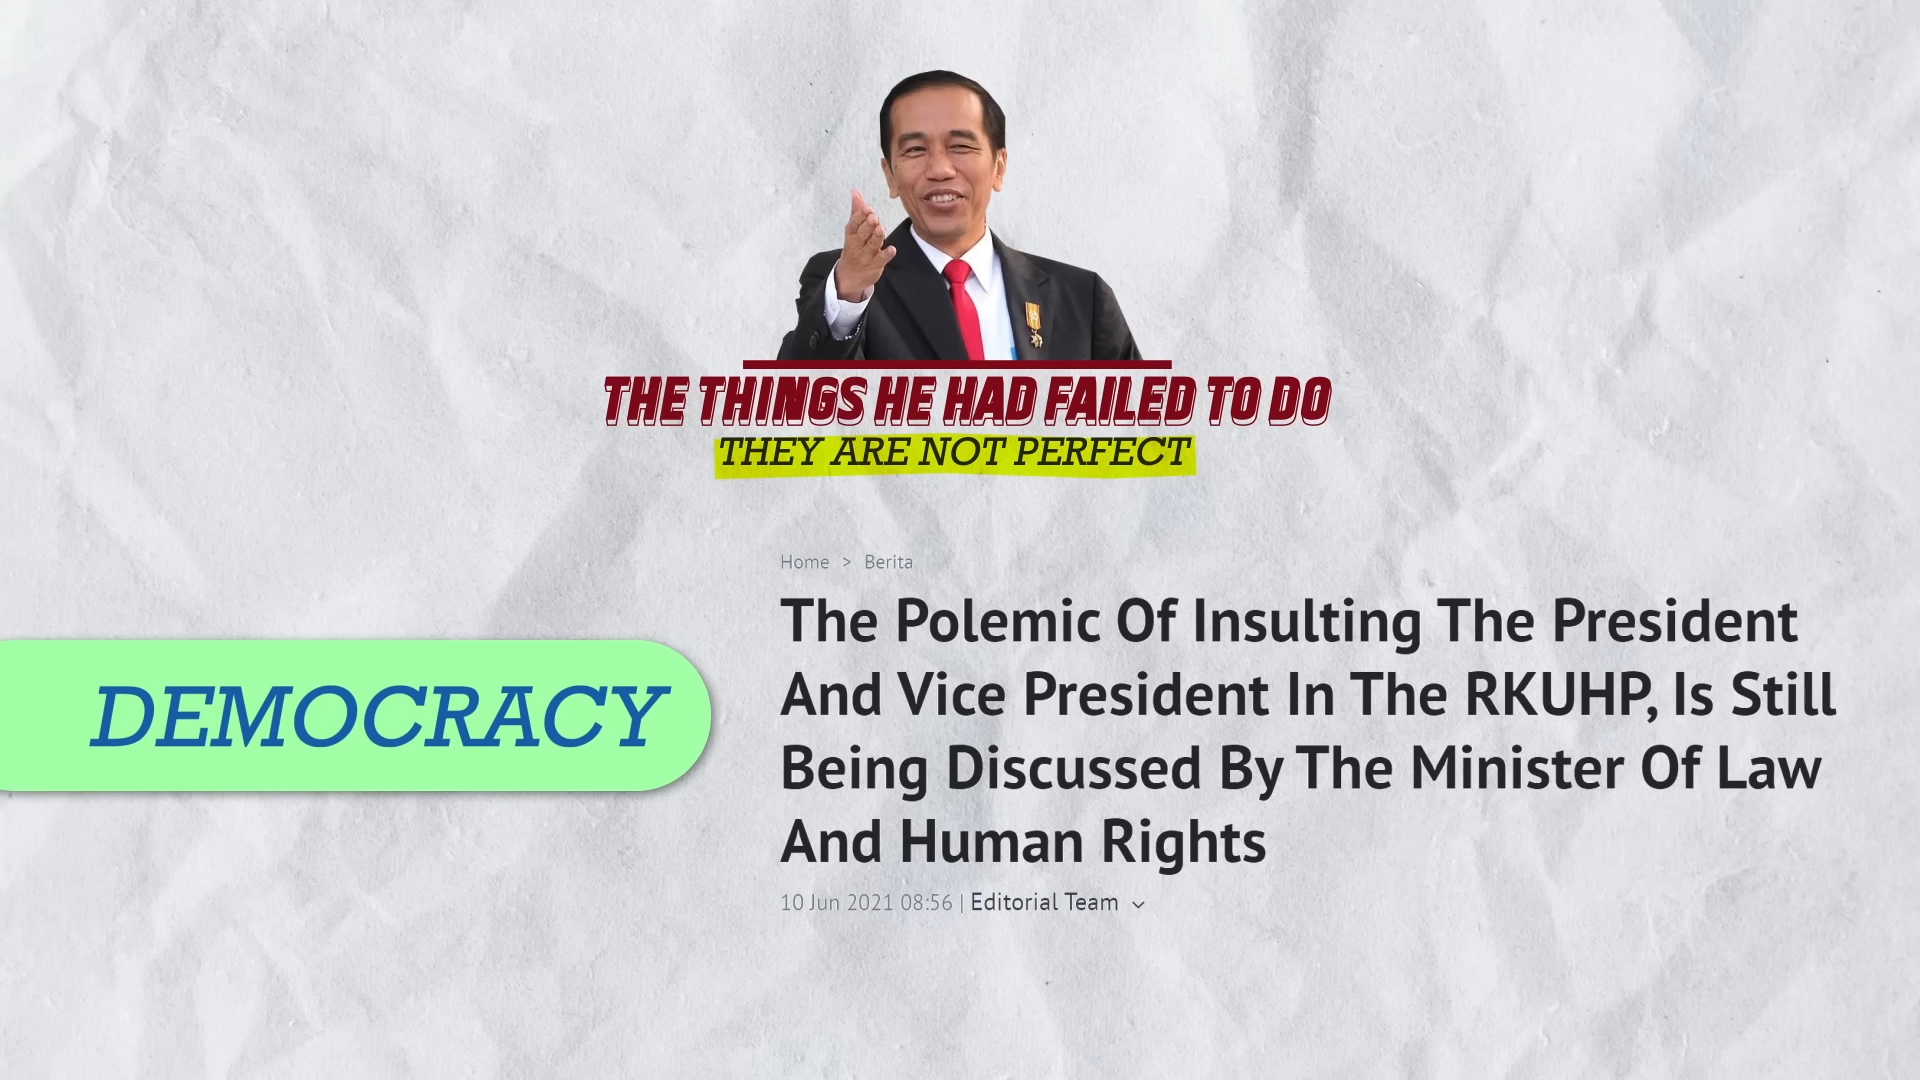 THE THINGS HE HAD FAILED TO DO
THEY ARE NOT PERFECT
Home > Berita
The Polemic Of Insulting The President
And Vice President In The RKUHP, Is Still
Being Discussed By The Minister Of Law
And Human Rights
10 Jun 2021 08:56 | Editorial Team
DEMOCRACY